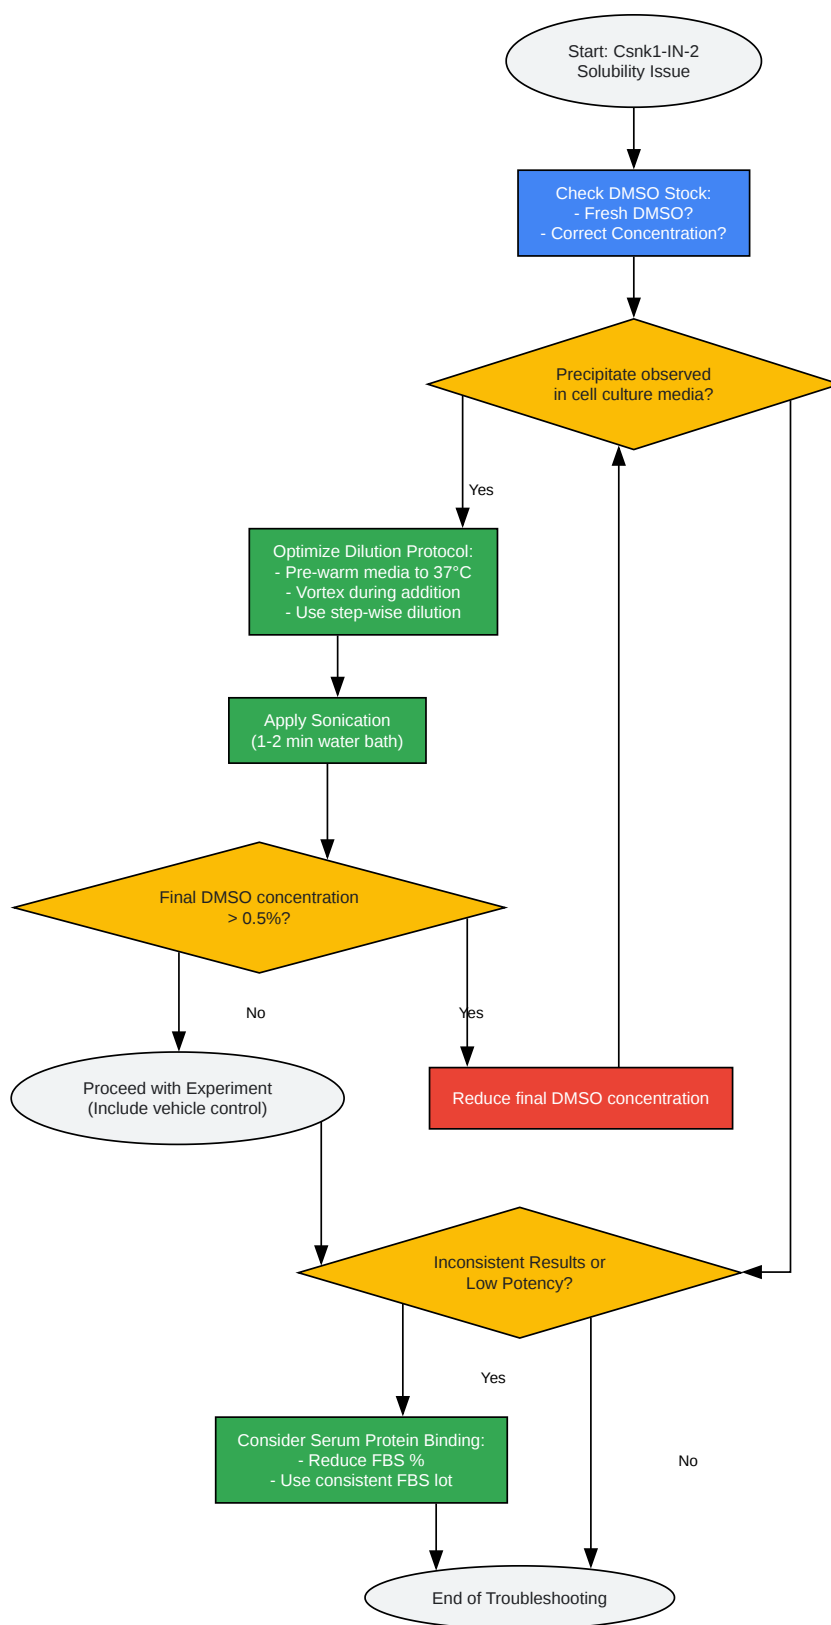 Start: Csnk1-IN-2
Solubility Issue
Check DMSO Stock:
- Fresh DMSO?
- Correct Concentration?
Precipitate observed
in cell culture media?
Yes
Optimize Dilution Protocol:
- Pre-warm media to 37°C
- Vortex during addition
- Use step-wise dilution
Apply Sonication
(1-2 min water bath)
Final DMSO concentration
> 0.5%?
No
Yes
Proceed with Experiment
(Include vehicle control)
Reduce final DMSO concentration
Inconsistent Results or
Low Potency?
Yes
Consider Serum Protein Binding:
- Reduce FBS %
- Use consistent FBS lot
No
End of Troubleshooting